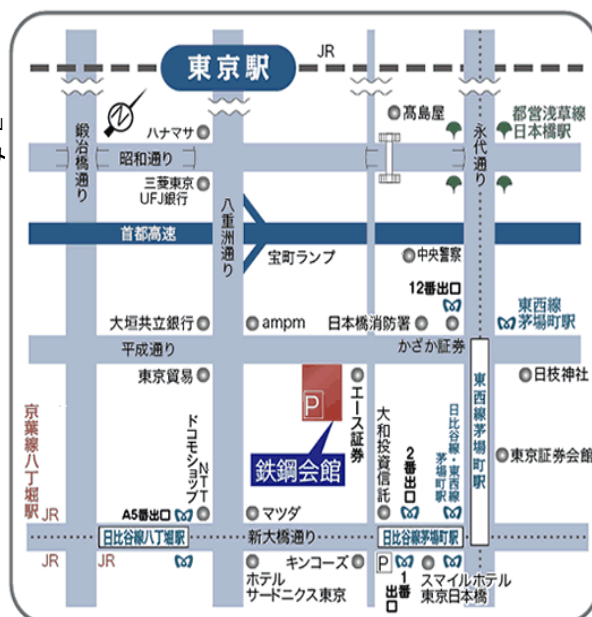 JR
東京駅
髙島屋
都営浅草線
日本橋駅
ハナマサ
鍛冶橋通り
昭和通り
永代通り
三菱東京
UFJ銀行
八重洲通り
首都高速
宝町ランプ
中央警察
12番出口
東西線
茅場町駅
大垣共立銀行
ampm
日本橋消防署
平成通り
かざか証券
東京貿易
P
エース証券
日枝神社
東西線茅場町駅
京葉線八丁堀駅
ドコモショップ
NTT
鉄鋼会館
大和投資信託
2番出口
日比谷線・東西線
茅場町駅
東京証券会館
A5番出口
マツダ
JR
日比谷線八丁堀駅
新大橋通り
日比谷線茅場町駅
JR
JR
ホテル
サードニクス東京
キンコーズ
P
1番
出口
スマイルホテル
東京日本橋